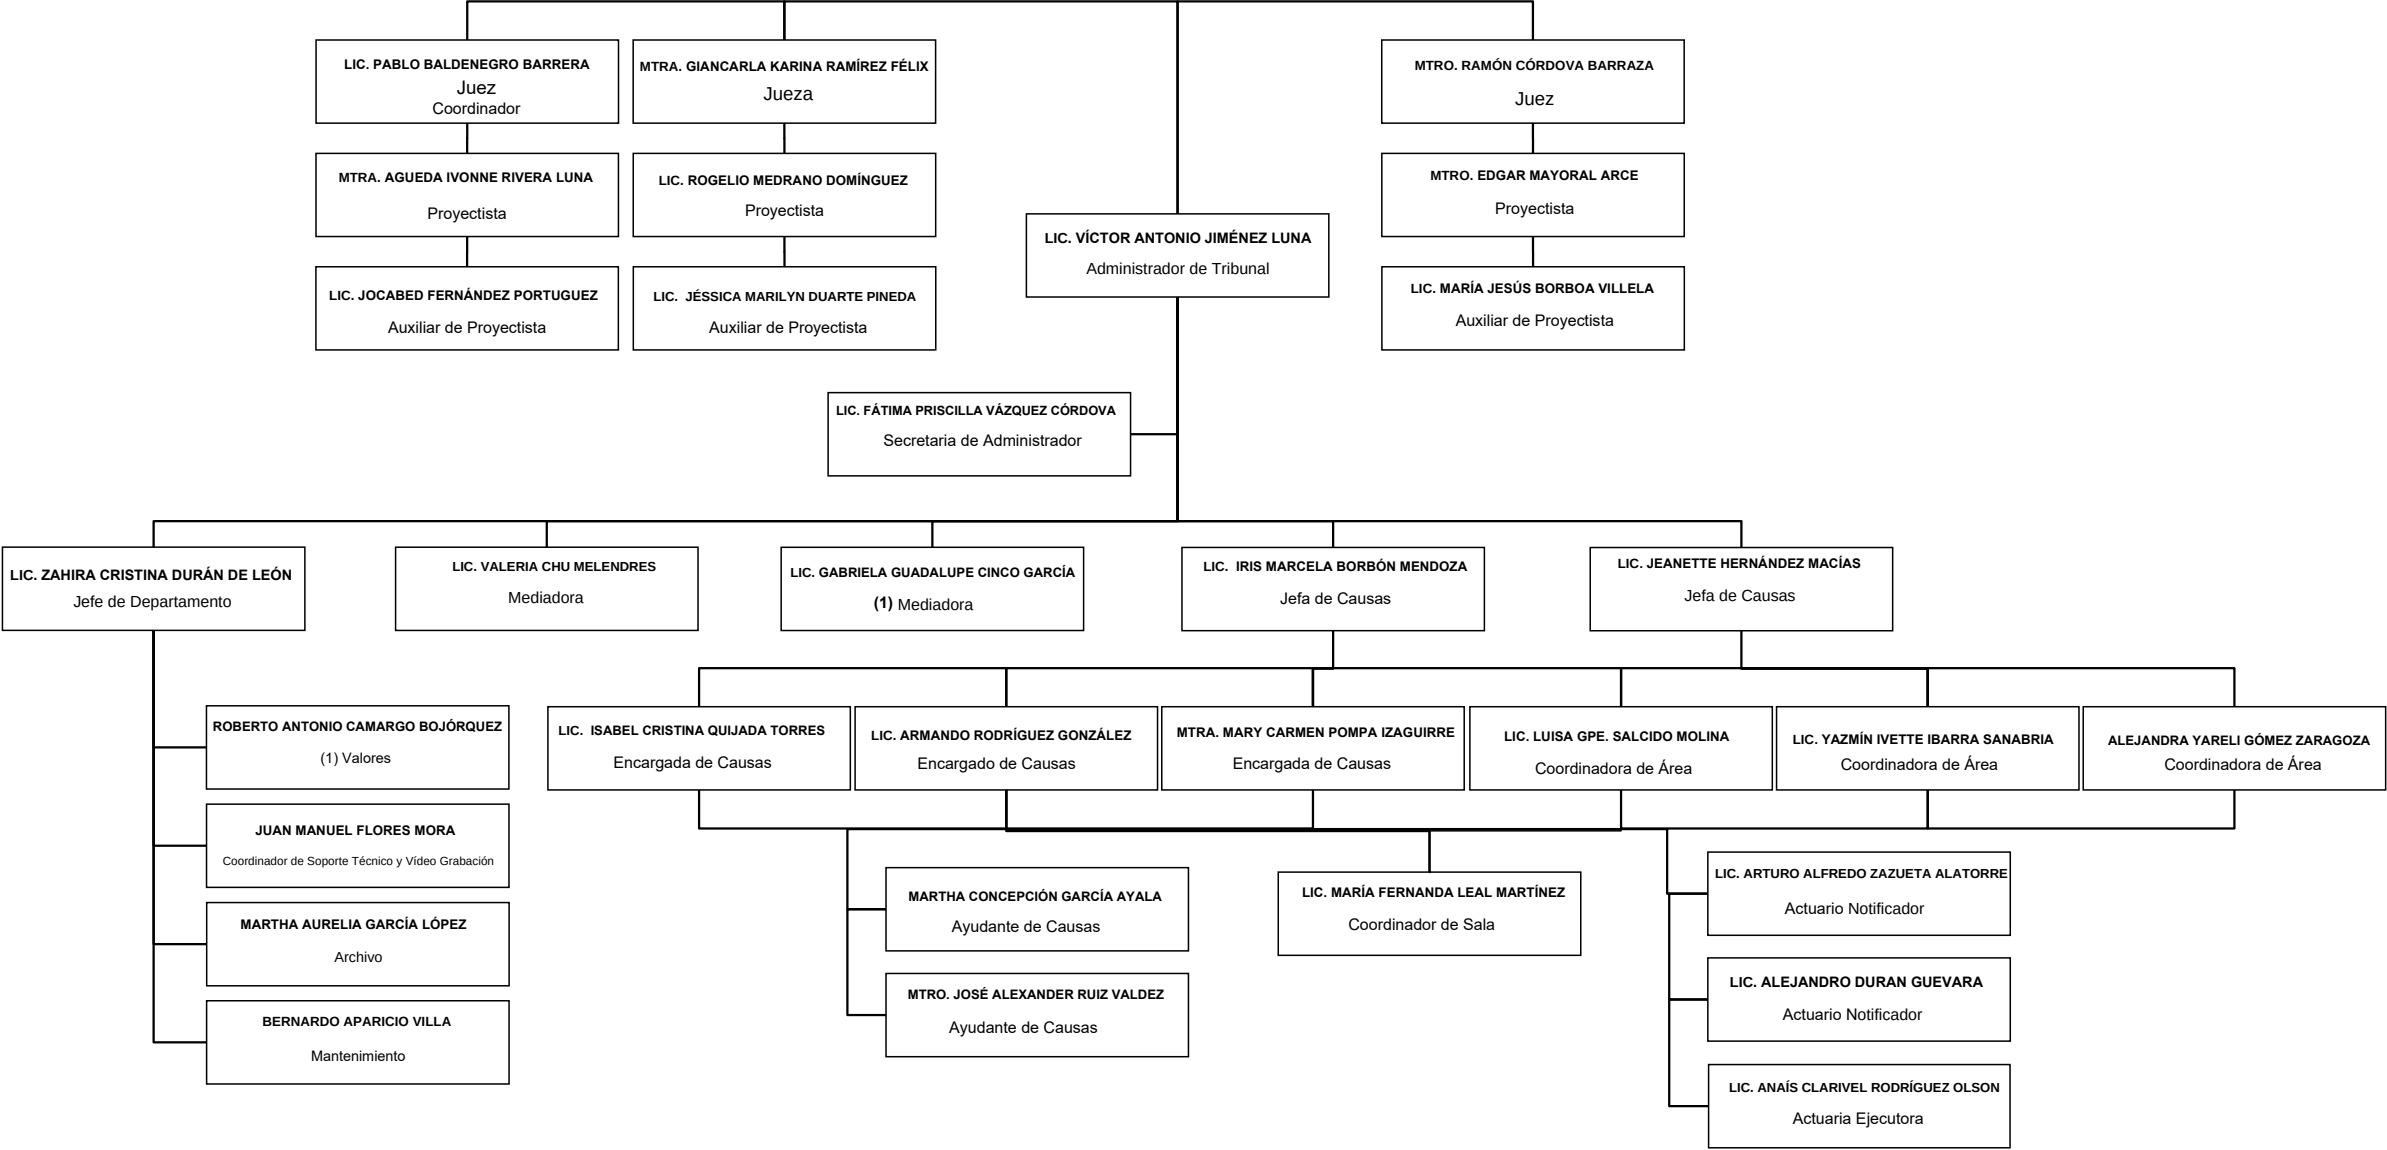 LIC. PABLO BALDENEGRO BARRERA
Juez
Coordinador
MTRA. GIANCARLA KARINA RAMÍREZ FÉLIX
Jueza
MTRO. RAMÓN CÓRDOVA BARRAZA
Juez
MTRA. AGUEDA IVONNE RIVERA LUNA
Proyectista
LIC. ROGELIO MEDRANO DOMÍNGUEZ
Proyectista
MTRO. EDGAR MAYORAL ARCE
Proyectista
LIC. VÍCTOR ANTONIO JIMÉNEZ LUNA
Administrador de Tribunal
LIC. JOCABED FERNÁNDEZ PORTUGUEZ
Auxiliar de Proyectista
LIC. JÉSSICA MARILYN DUARTE PINEDA
Auxiliar de Proyectista
LIC. MARÍA JESÚS BORBOA VILLELA
Auxiliar de Proyectista
LIC. FÁTIMA PRISCILLA VÁZQUEZ CÓRDOVA
Secretaria de Administrador
LIC. ZAHIRA CRISTINA DURÁN DE LEÓN
Jefe de Departamento
LIC. VALERIA CHU MELENDRES
Mediadora
LIC. GABRIELA GUADALUPE CINCO GARCÍA
(1) Mediadora
LIC. IRIS MARCELA BORBÓN MENDOZA
Jefa de Causas
LIC. JEANETTE HERNÁNDEZ MACÍAS
Jefa de Causas
ROBERTO ANTONIO CAMARGO BOJÓRQUEZ
(1) Valores
LIC. ISABEL CRISTINA QUIJADA TORRES
Encargada de Causas
LIC. ARMANDO RODRÍGUEZ GONZÁLEZ
Encargado de Causas
MTRA. MARY CARMEN POMPA IZAGUIRRE
Encargada de Causas
LIC. LUISA GPE. SALCIDO MOLINA
Coordinadora de Área
LIC. YAZMÍN IVETTE IBARRA SANABRIA
Coordinadora de Área
ALEJANDRA YARELI GÓMEZ ZARAGOZA
Coordinadora de Área
JUAN MANUEL FLORES MORA
Coordinador de Soporte Técnico y Vídeo Grabación
MARTHA CONCEPCIÓN GARCÍA AYALA
Ayudante de Causas
LIC. MARÍA FERNANDA LEAL MARTÍNEZ
Coordinador de Sala
LIC. ARTURO ALFREDO ZAZUETA ALATORRE
Actuario Notificador
MARTHA AURELIA GARCÍA LÓPEZ
Archivo
MTRO. JOSÉ ALEXANDER RUIZ VALDEZ
Ayudante de Causas
LIC. ALEJANDRO DURAN GUEVARA
Actuario Notificador
BERNARDO APARICIO VILLA
Mantenimiento
LIC. ANAÍS CLARIVEL RODRÍGUEZ OLSON
Actuaria Ejecutora